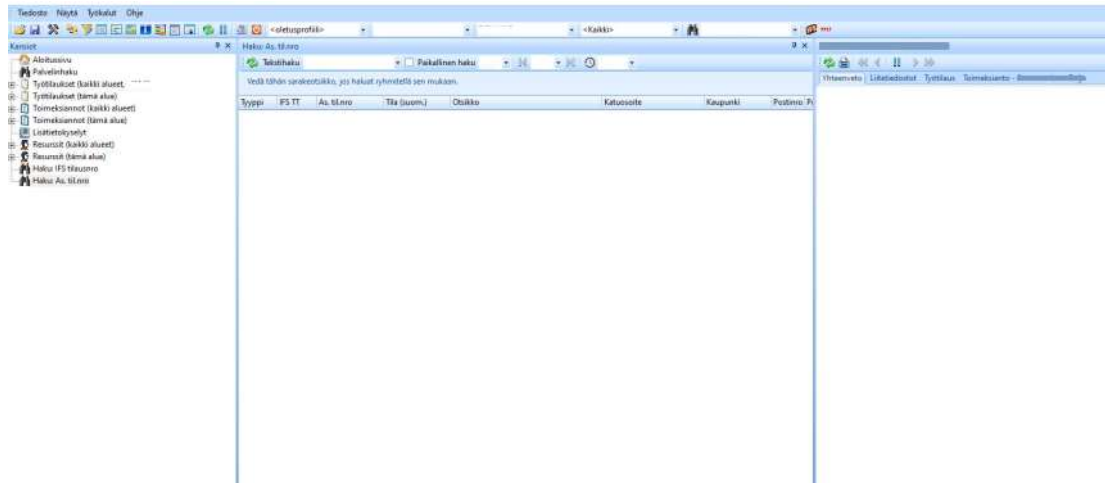 Tiedosto Näytä Työkalut Ohje
<oletusprofiili> <Kaikki>
Kansiot
Aloitussivu
Palvelinhaku
Työtilaukset (kaikki alueet,
Työtilaukset (tämä alue)
Toimeksiannot (kaikki alueet)
Toimeksiannot (tämä alue)
Lisätietokyselyt
Resurssit (kaikki alueet)
Resurssit (tämä alue)
Haku: IFS tilausnro
Haku: As. til.nro
Haku: As. til.nro
Tekstihaku Paikallinen haku
Vedä tähän sarakeotsikko, jos haluat ryhmitellä sen mukaan.
Tyyppi IFS TT As. til.nro Tila (suom.) Otsikko Katuosoite Kaupunki Postinro
Yhteenveto Liitetiedostot Työtilaus Toimeksianto -